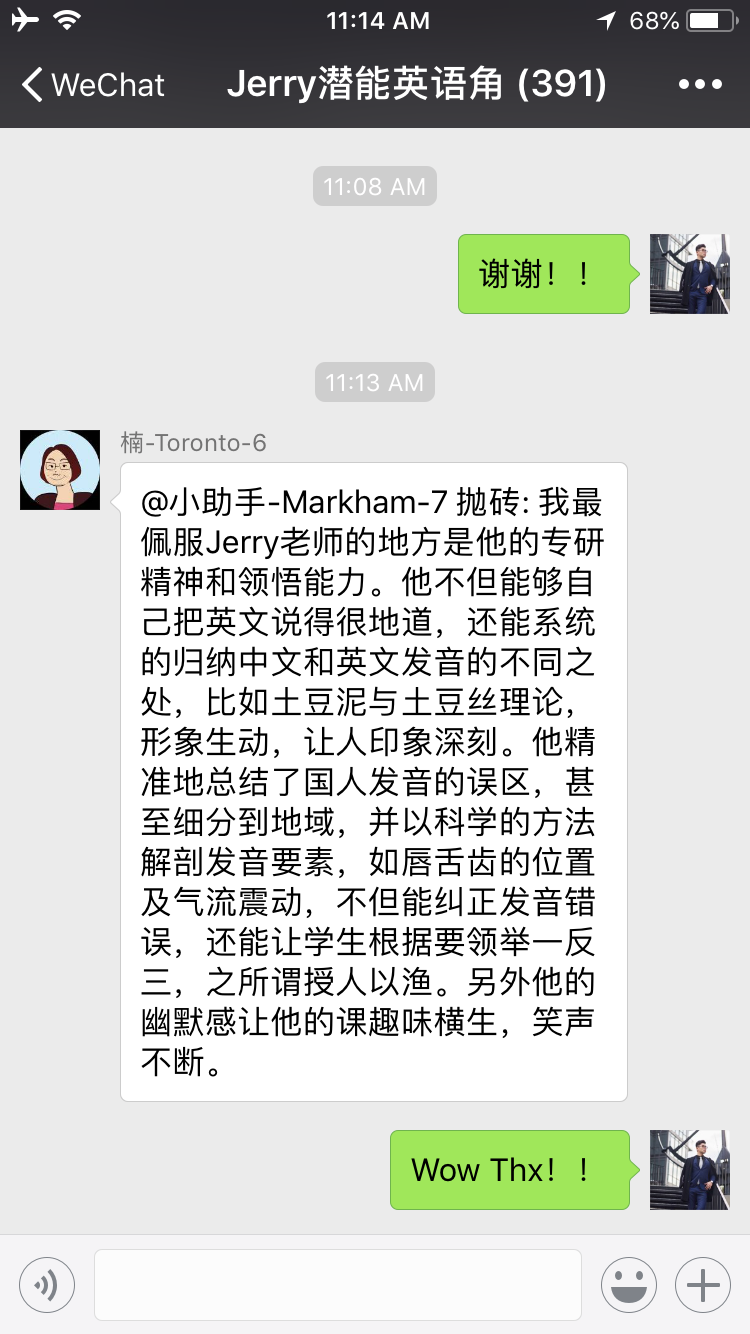 11:14 AM
68%
WeChat
Jerry潜能英语角 (391)
11:08 AM
谢谢！！
11:13 AM
楠-Toronto-6
@小助手-Markham-7 抛砖: 我最
佩服Jerry老师的地方是他的专研
精神和领悟能力。他不但能够自
己把英文说得很地道，还能系统
的归纳中文和英文发音的不同之
处，比如土豆泥与土豆丝理论，
形象生动，让人印象深刻。他精
准地总结了国人发音的误区，甚
至细分到地域，并以科学的方法
解剖发音要素，如唇舌齿的位置
及气流震动，不但能纠正发音错
误，还能让学生根据要领举一反
三，之所谓授人以渔。另外他的
幽默感让他的课趣味横生，笑声
不断。
Wow Thx！！